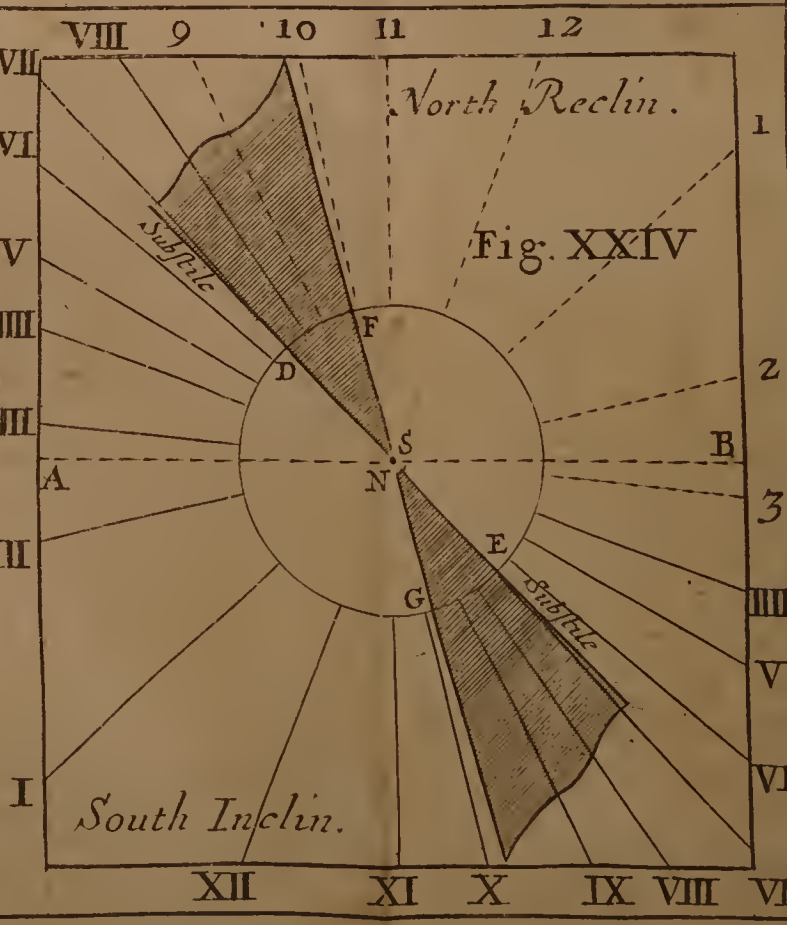 VIII 9 10 11 12
VII
North Reclin.
1
VI
Substile
Fig. XXIV
V
IIII
F
D
2
III
S
B
A
N
3
E
II
G
Substile
IIII
V
I
South Inclin.
VI
XII XI X IX VIII VI